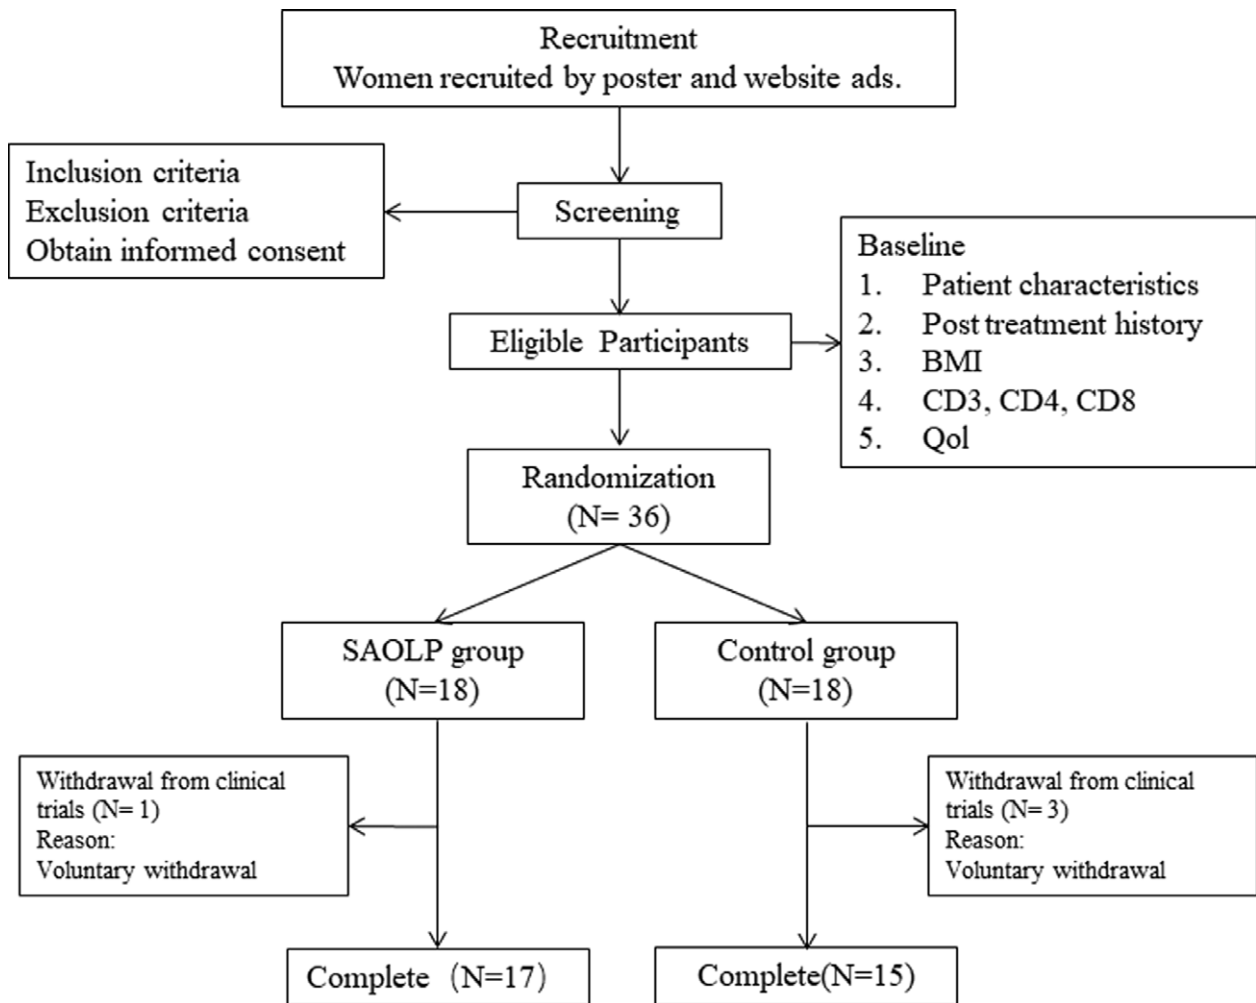 Recruitment
Women recruited by poster and website ads.
Inclusion criteria
Exclusion criteria
Obtain informed consent
Screening
Baseline
1. Patient characteristics
2. Post treatment history
3. BMI
4. CD3, CD4, CD8
5. Qol
Eligible Participants
Randomization
(N= 36)
SAOLP group
(N=18)
Control group
(N=18)
Withdrawal from clinical
trials (N= 1)
Reason:
Voluntary withdrawal
Withdrawal from clinical
trials (N= 3)
Reason:
Voluntary withdrawal
Complete (N=17)
Complete(N=15)